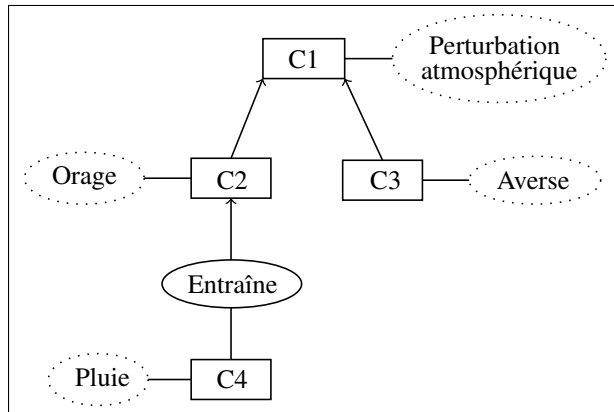 C1
Perturbation
atmosphérique
Orage
C2
C3
Averse
Entraîne
Pluie
C4